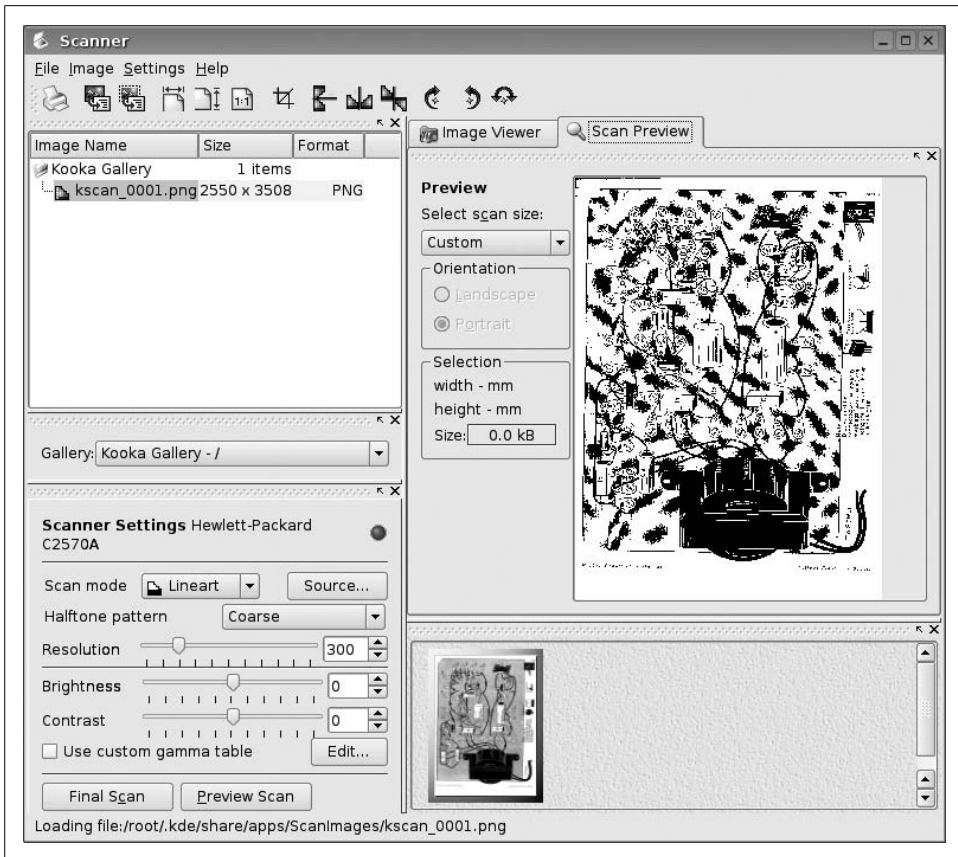 Scanner
File Image Settings Help
1:1
Image Name Size Format
Kooka Gallery 1 items
kscan_0001.png 2550 x 3508 PNG
Gallery: Kooka Gallery - /
Scanner Settings Hewlett-Packard
C2570A
Scan mode Lineart Source...
Halftone pattern Coarse
Resolution 300
Brightness 0
Contrast 0
Use custom gamma table Edit...
Final Scan Preview Scan
Image Viewer Scan Preview
Preview
Select scan size:
Custom
Orientation
Landscape
Portrait
Selection
width - mm
height - mm
Size: 0.0 kB
Loading file:/root/.kde/share/apps/ScanImages/kscan_0001.png